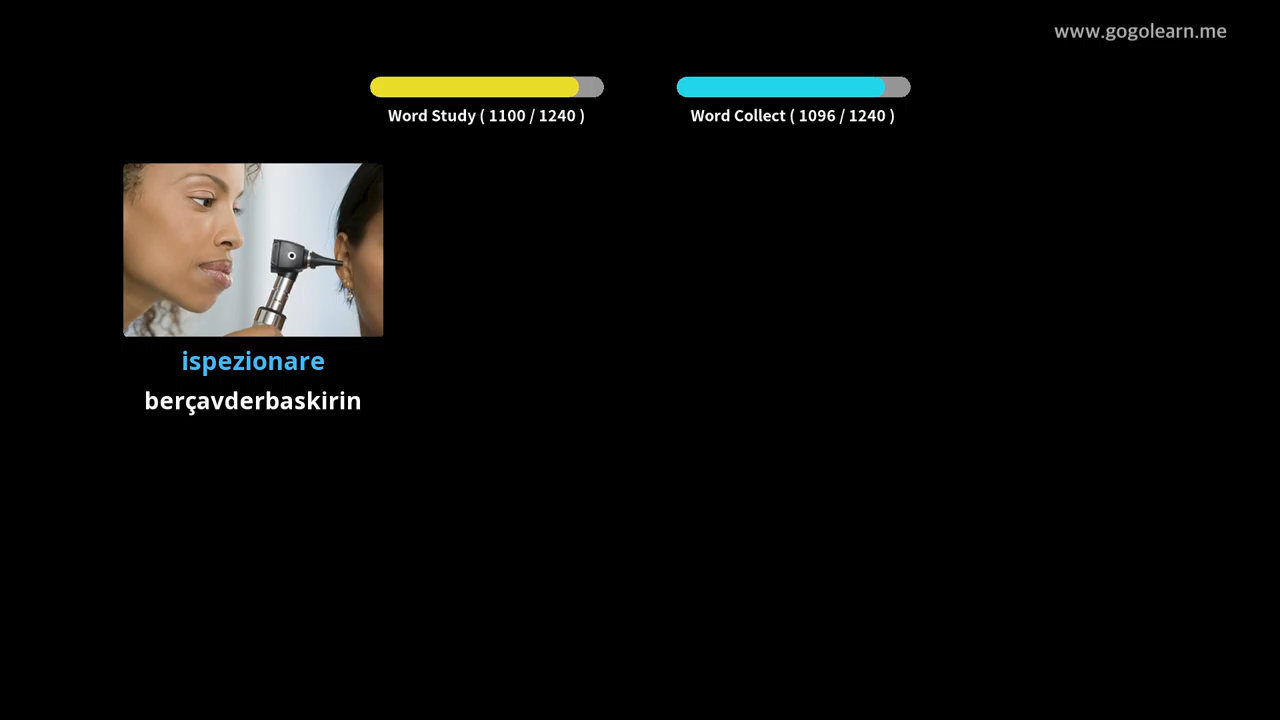 www.gogolearn.me
Word Study ( 1100 / 1240 )
Word Collect ( 1096 / 1240 )
ispezionare
berçavderbaskirin